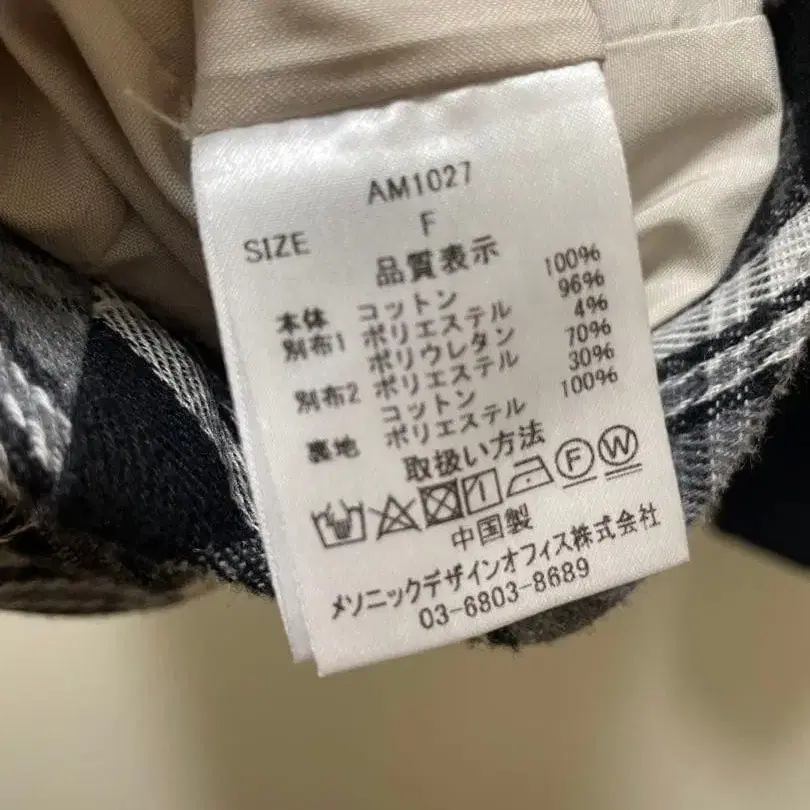 AM1027
SIZE F
品質表示
本体 コットン 100%
別布1 ポリエステル 96%
ポリウレタン 4%
別布2 ポリエステル 70%
コットン 30%
裏地 ポリエステル 100%
取扱い方法
F W
中国製
メソニックデザインオフィス株式会社
03-6803-8689